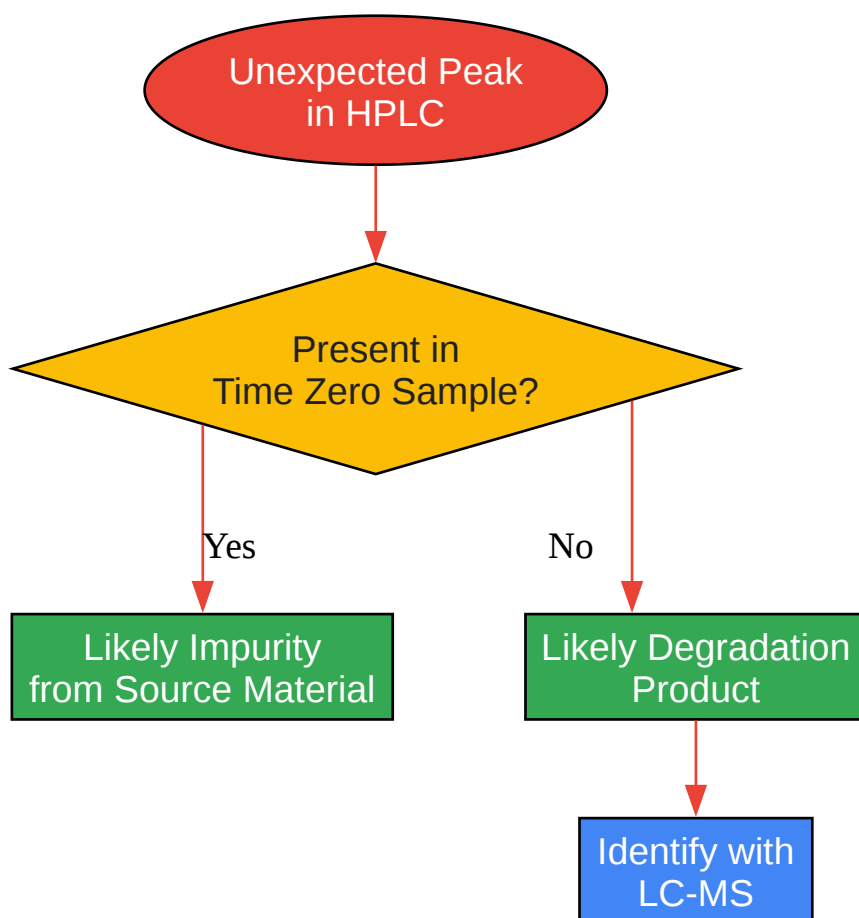 Unexpected Peak
in HPLC
Present in
Time Zero Sample?
Yes
No
Likely Impurity
from Source Material
Likely Degradation
Product
Identify with
LC-MS